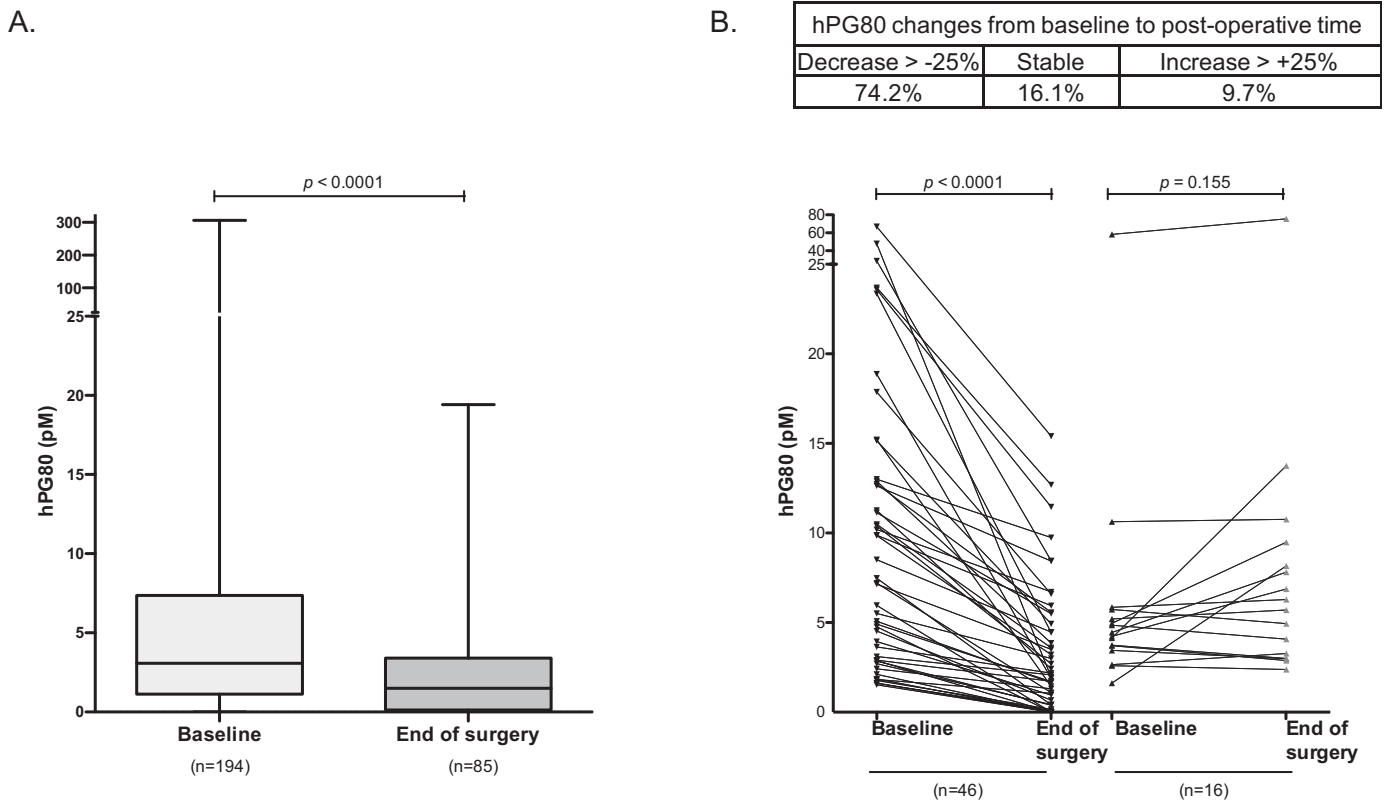 A.
B.
hPG80 changes from baseline to post-operative time
Decrease > -25% Stable Increase > +25%
74.2% 16.1% 9.7%
p < 0.0001
300
200
100
25
20
15
10
5
0
hPG80 (pM)
Baseline End of surgery
(n=194) (n=85)
p < 0.0001 p = 0.155
80
60
40
25
20
15
10
5
0
hPG80 (pM)
Baseline End of Baseline End of
surgery surgery
(n=46) (n=16)